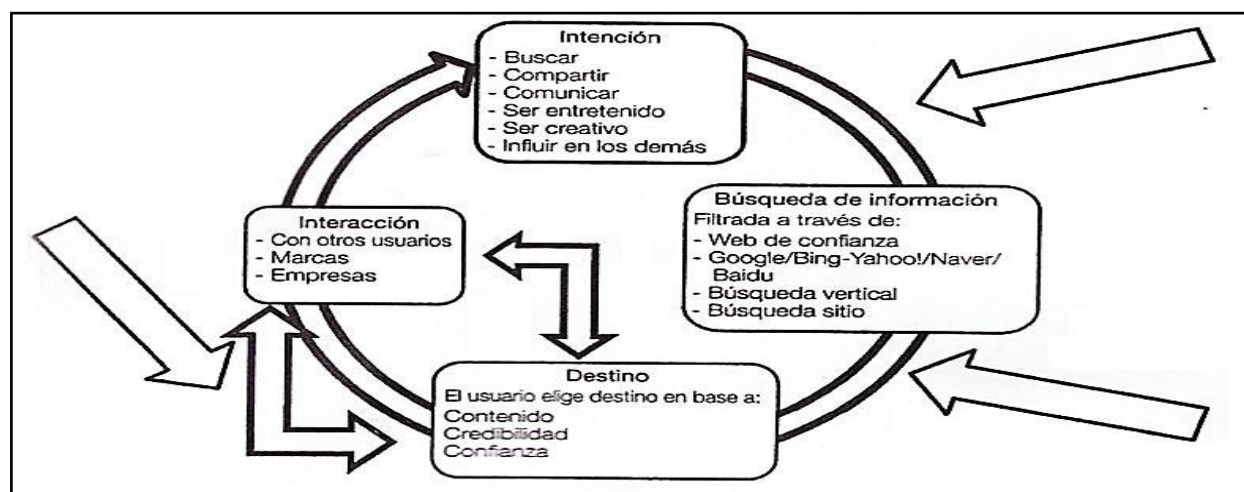 Intención
- Buscar
- Compartir
- Comunicar
- Ser entretenido
- Ser creativo
- Influir en los demás
Búsqueda de información
Filtrada a través de:
- Web de confianza
- Google/Bing-Yahoo!/Naver/
Baidu
- Búsqueda vertical
- Búsqueda sitio
Destino
El usuario elige destino en base a:
Contenido
Credibilidad
Confianza
Interacción
- Con otros usuarios
- Marcas
- Empresas